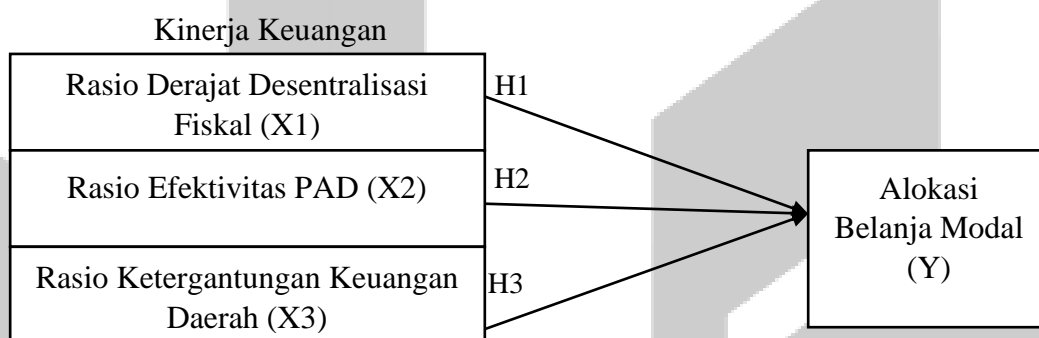 Kinerja Keuangan
Rasio Derajat Desentralisasi
Fiskal (X1)
H1
Rasio Efektivitas PAD (X2)
H2
Rasio Ketergantungan Keuangan
Daerah (X3)
H3
Alokasi
Belanja Modal
(Y)